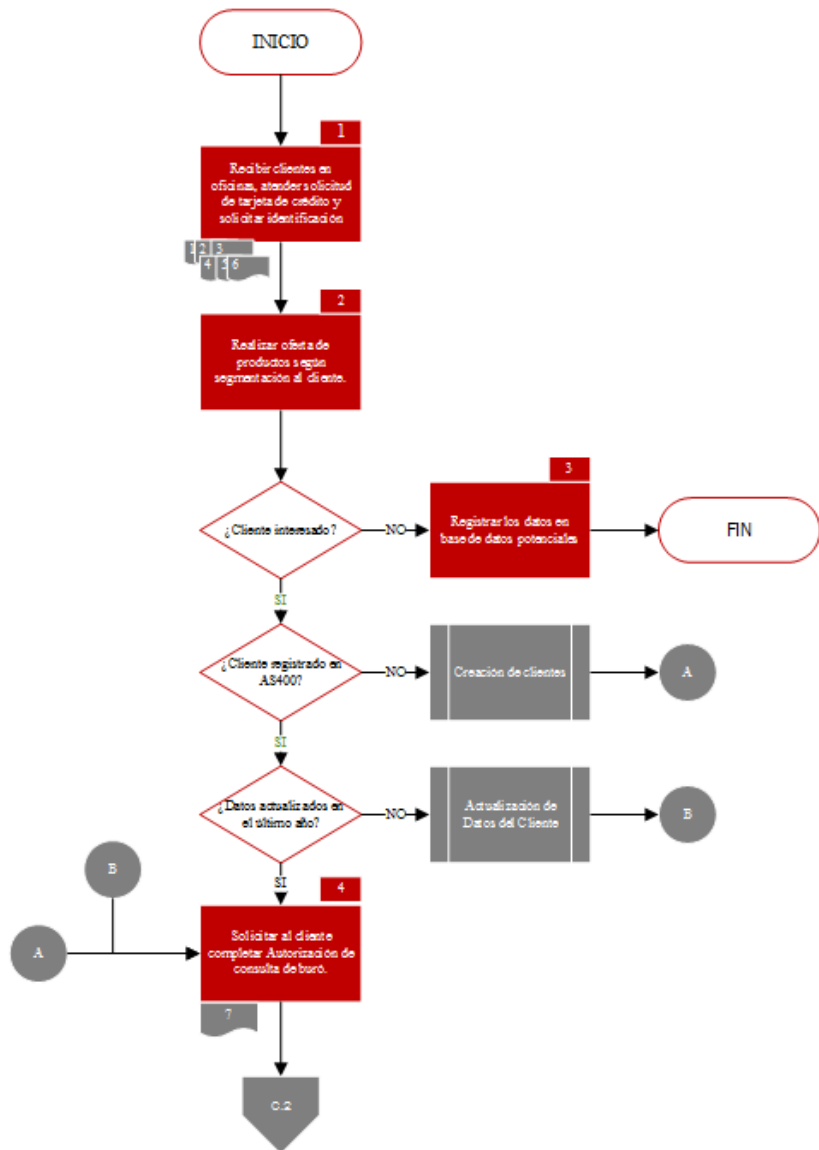 INICIO
1
Recibir clientes en
oficinas, atender solicitud
de tarjeta de crédito y
solicitar identificación
1 2 3
4 5 6
2
Realizar oferta de
productos según
segmentación al cliente.
¿Cliente interesado?
NO
3
Registrar los datos en
base de datos potenciales
FIN
SI
¿Cliente registrado en
AS400?
NO
Creación de clientes
A
SI
¿Datos actualizados en
el último año?
NO
Actualización de
Datos del Cliente
B
SI
B
A
4
Solicitar al cliente
completar Autorización de
consulta de buró.
7
C.2